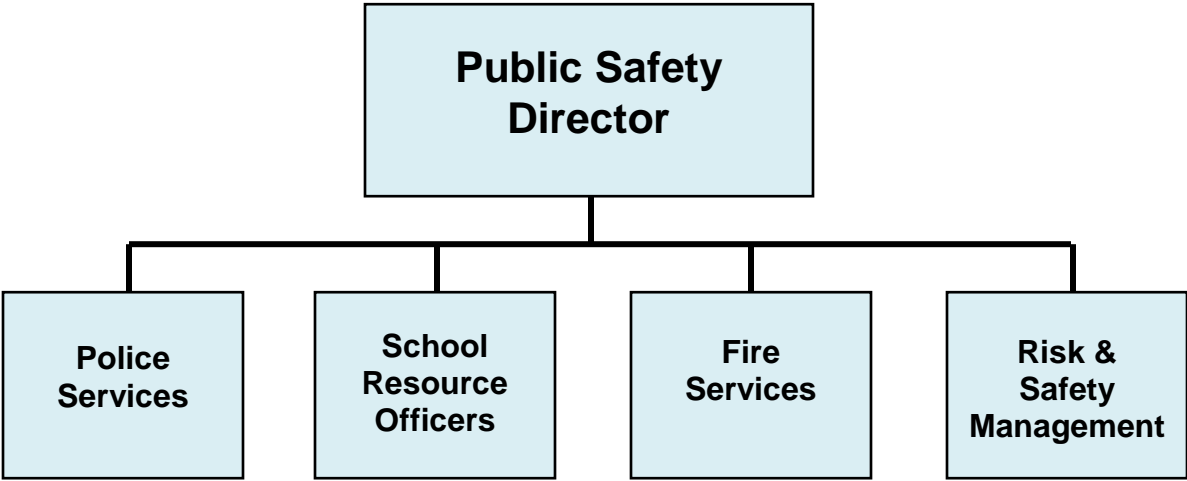 Public Safety
Director
Police
Services
School
Resource
Officers
Fire
Services
Risk &
Safety
Management